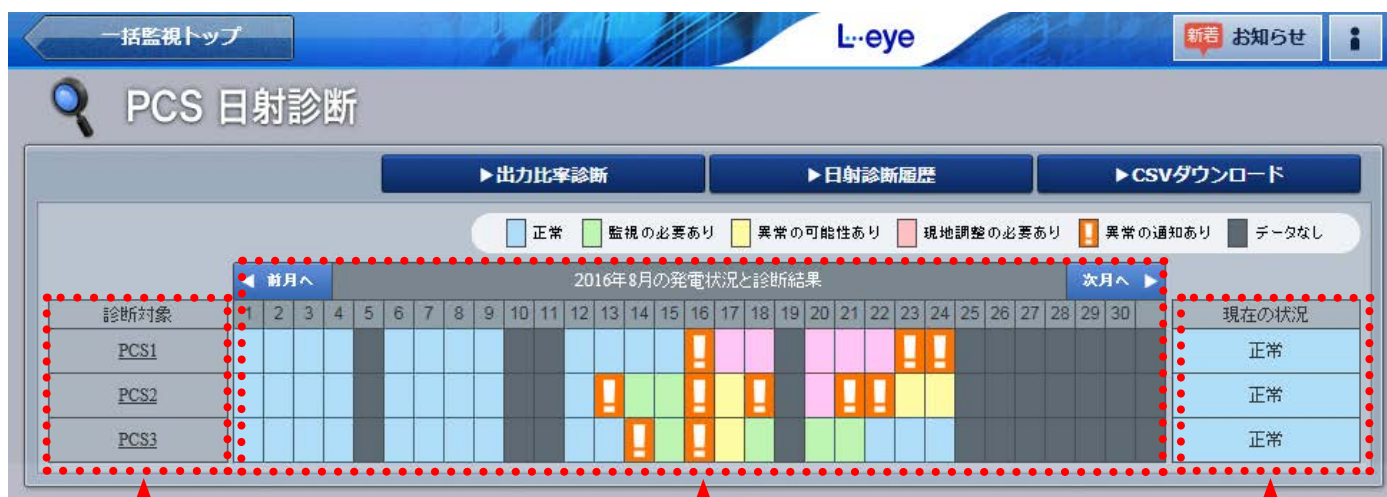 一括監視トップ
L・・eye
新着 お知らせ
PCS 日射診断
▶出力比率診断
▶日射診断履歴
▶CSVダウンロード
正常 監視の必要あり 異常の可能性あり 現地調整の必要あり 異常の通知あり データなし
前月へ 2016年8月の発電状況と診断結果 次月へ
診断対象 1 2 3 4 5 6 7 8 9 10 11 12 13 14 15 16 17 18 19 20 21 22 23 24 25 26 27 28 29 30 現在の状況
PCS1 正常
PCS2 正常
PCS3 正常